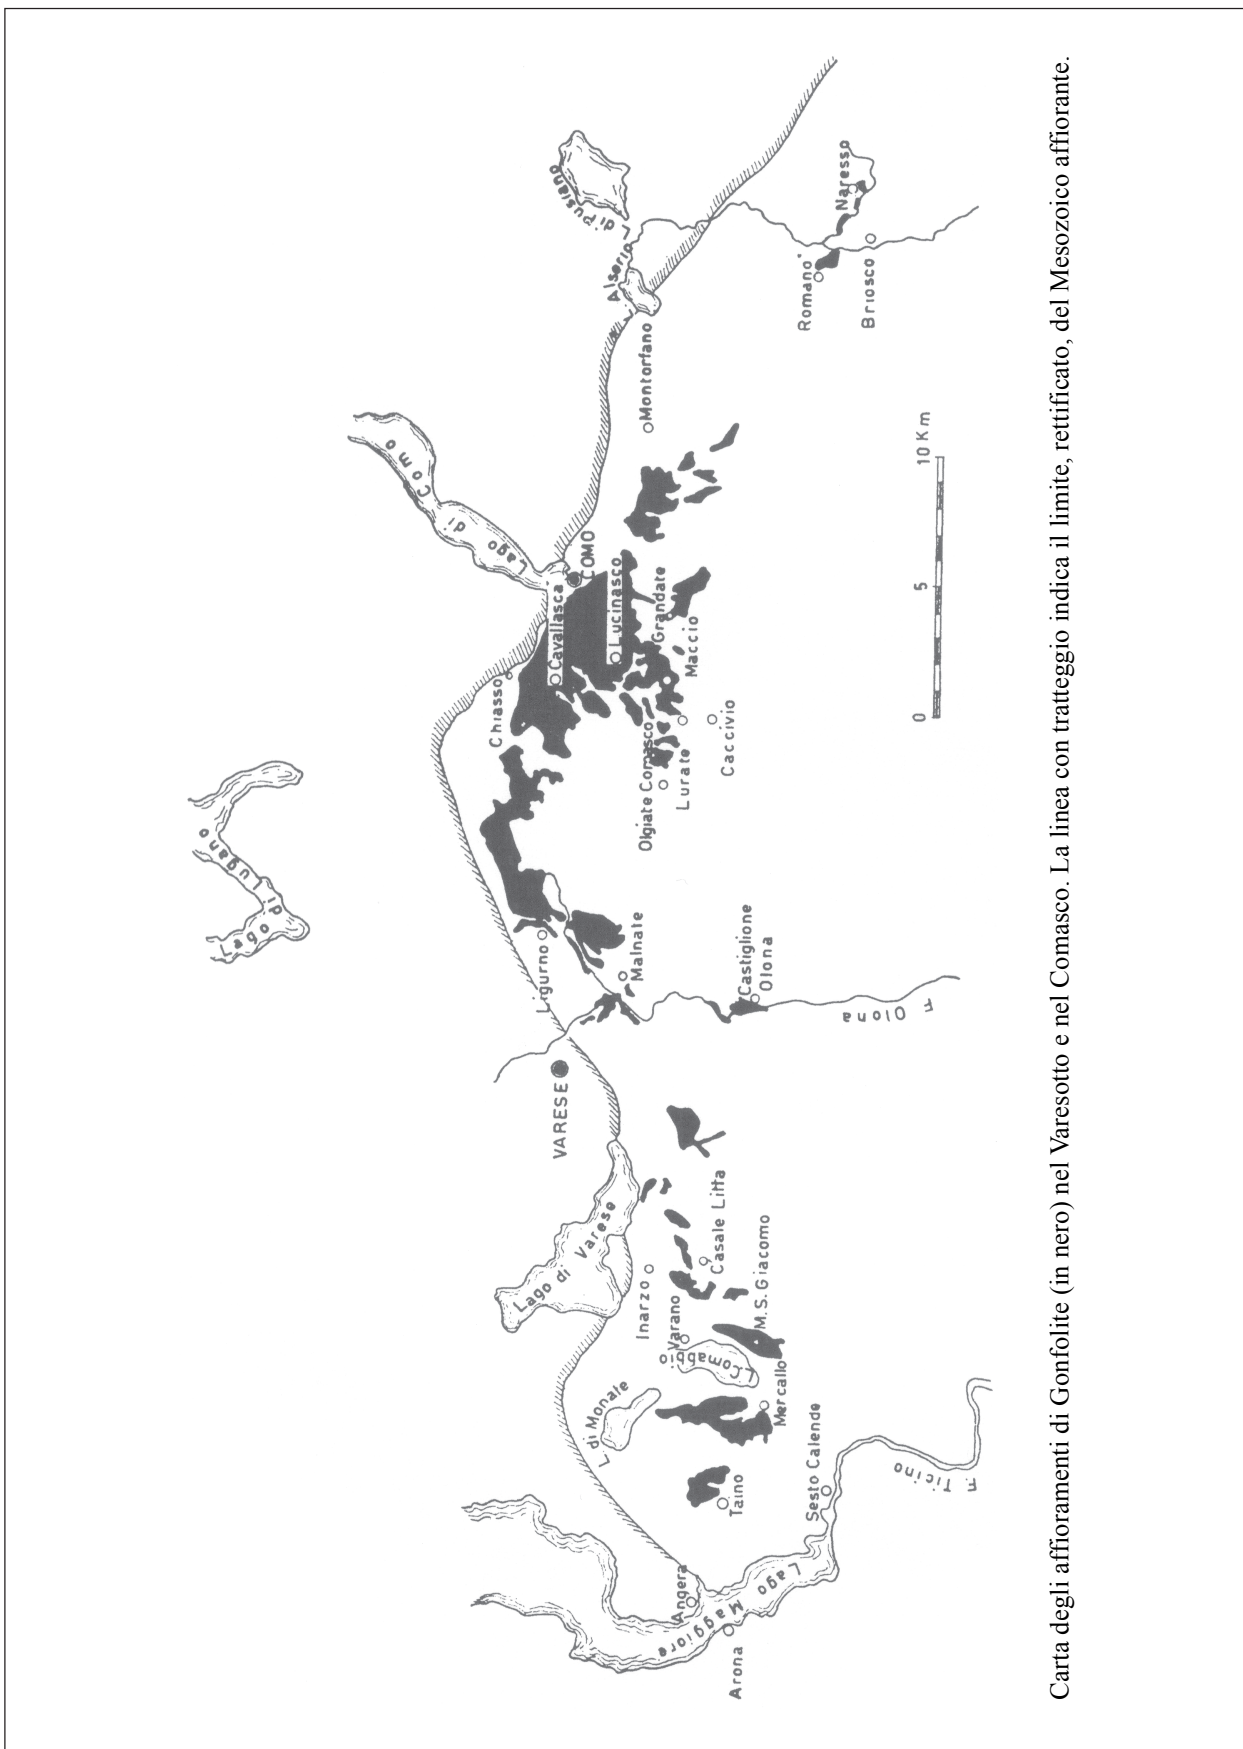 Lago di Lugano
Lago di Como
L. Alserio
L. di Pusiano
Chiasso
Cavallasca
COMO
Lucinasco
Montorfano
Grandate
Maccio
Olgiate Comasco
Lurate
Caccivio
Romano'
Naresso
Briosco
Ligurno
Malnate
VARESE
Castiglione
Olona
F. Olona
Lago di Varese
Inarzo
Casale Litta
Varano
L. Comabbio
M.S. Giacomo
L. di Monate
Mercallo
Taino
Sesto Calende
F. Ticino
Angera
Arona
Lago Maggiore
0 5 10 Km
Carta degli affioramenti di Gonfolite (in nero) nel Varesotto e nel Comasco. La linea con tratteggio indica il limite, rettificato, del Mesozoico affiorante.